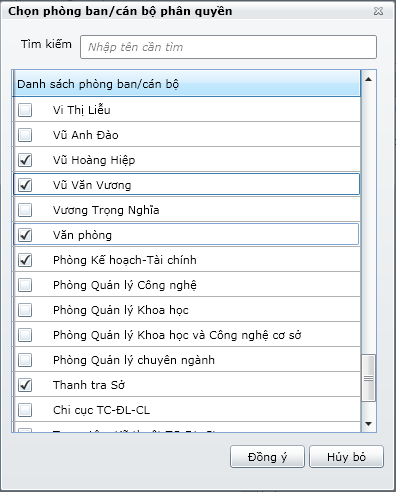 Chọn phòng ban/cán bộ phân quyền
Tìm kiếm Nhập tên cần tìm
Danh sách phòng ban/cán bộ
Vi Thị Liễu
Vũ Anh Đào
Vũ Hoàng Hiệp
Vũ Văn Vương
Vương Trọng Nghĩa
Văn phòng
Phòng Kế hoạch-Tài chính
Phòng Quản lý Công nghệ
Phòng Quản lý Khoa học
Phòng Quản lý Khoa học và Công nghệ cơ sở
Phòng Quản lý chuyên ngành
Thanh tra Sở
Chi cục TC-ĐL-CL
Đồng ý Hủy bỏ